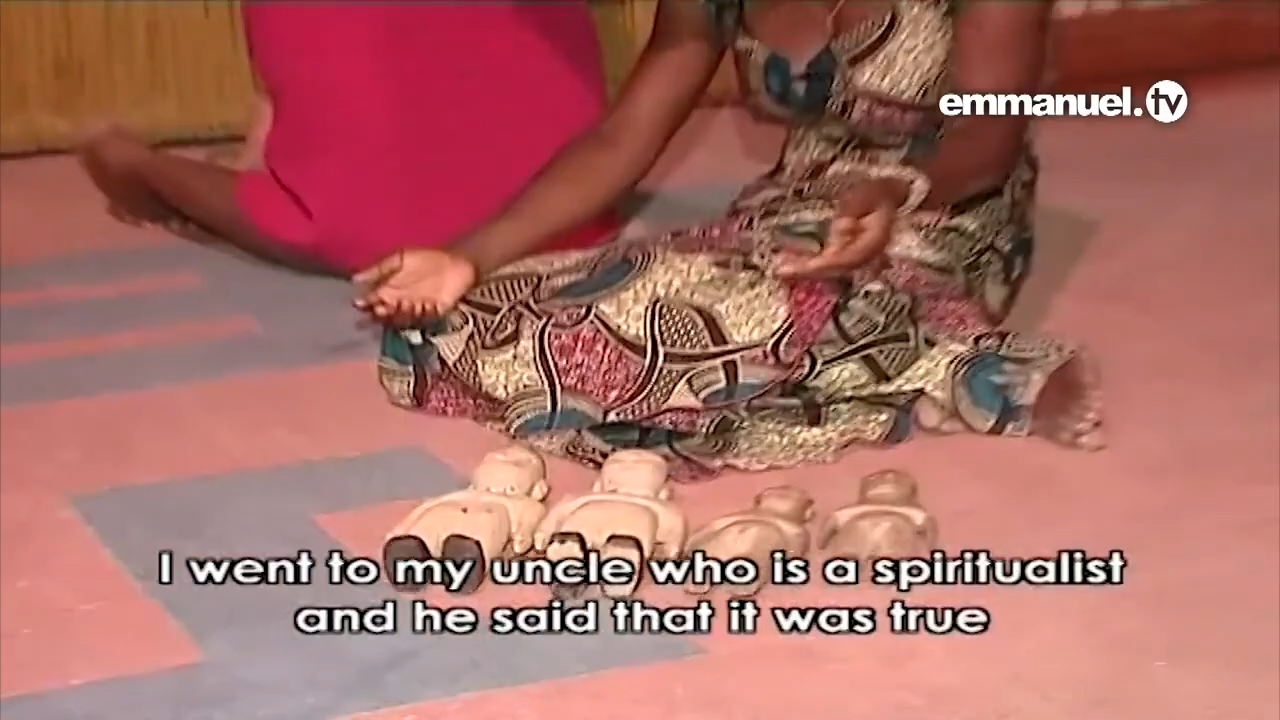 emmanuel.tv
I went to my uncle who is a spiritualist
and he said that it was true